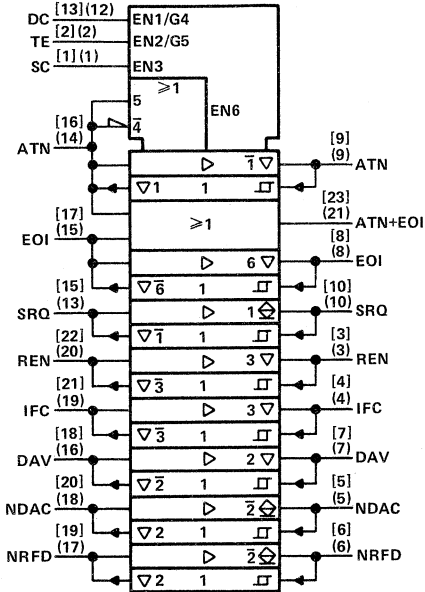 DC [13](12) EN1/G4
TE [2](2) EN2/G5
SC [1](1) EN3
≥1
5 EN6
4̅
[16] [9]
ATN (14) ▷ 1̅ ▽ (9) ATN
▽1 1
[23]
≥1 (21) ATN+EOI
[17] [8]
EOI (15) ▷ 6 ▽ (8) EOI
[15] ▽6̅ 1 [10]
SRQ (13) ▷ 1 (10) SRQ
[22] ▽1̅ 1 [3]
REN (20) ▷ 3 ▽ (3) REN
[21] ▽3̅ 1 [4]
IFC (19) ▷ 3 ▽ (4) IFC
[18] ▽3̅ 1 [7]
DAV (16) ▷ 2 ▽ (7) DAV
[20] ▽2̅ 1 [5]
NDAC (18) ▷ 2̅ (5) NDAC
[19] ▽2 1 [6]
NRFD (17) ▷ 2̅ (6) NRFD
▽2 1